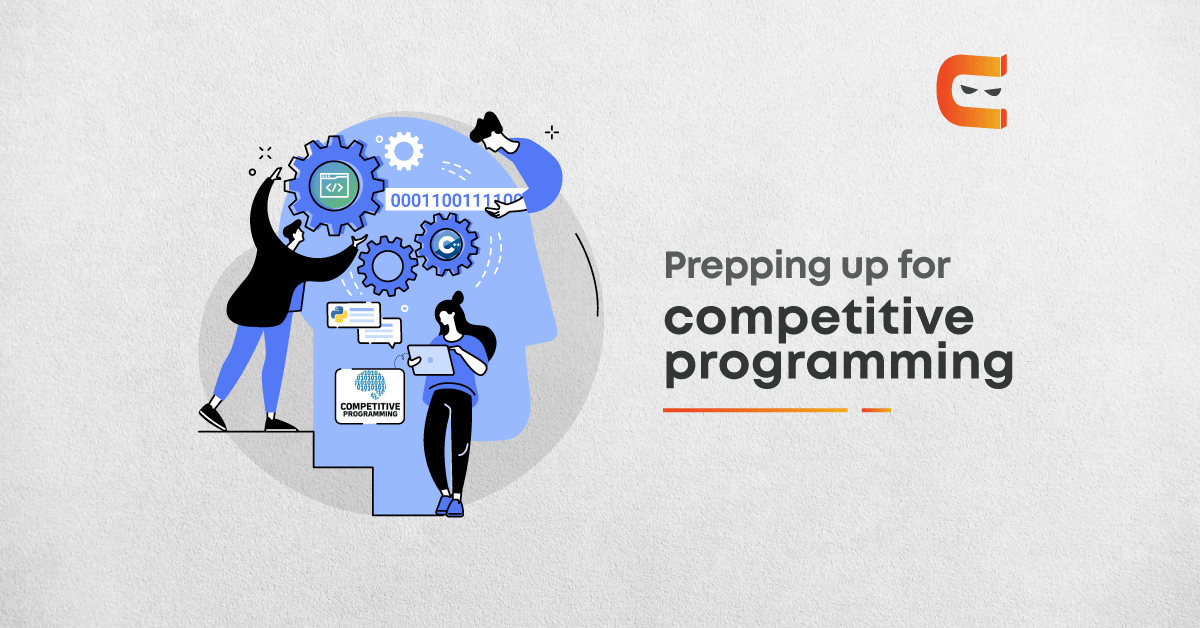 0001100111100
COMPETITIVE
PROGRAMMING
Prepping up for
competitive
programming